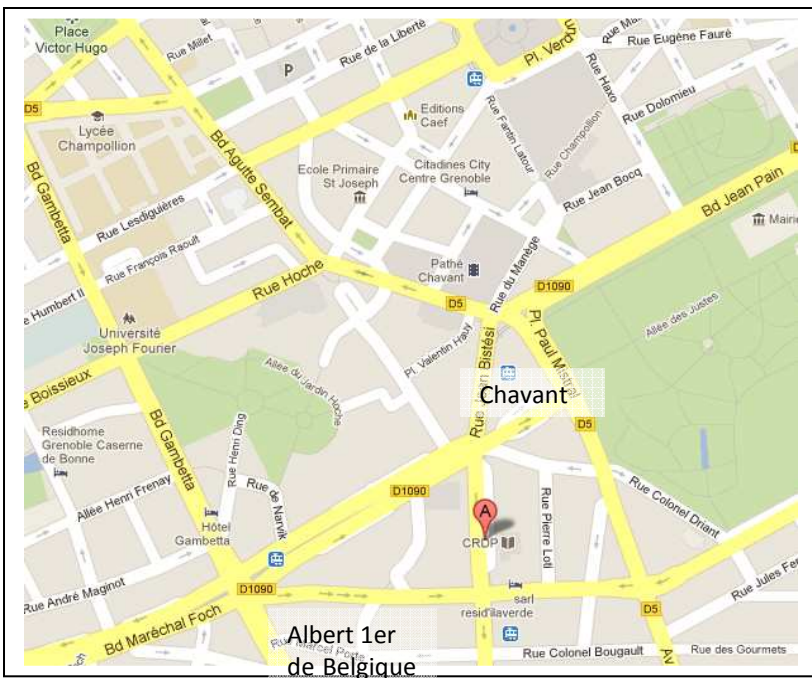 Place
Victor Hugo
Rue Millet
Rue de la Liberté
Pl. Verdun
Rue Eugène Fauré
P
Rue Haxo
D5
Lycée
Champollion
Editions
Caef
Rue Fantin Latour
Rue Dolomieu
Bd Agutte Sembat
Ecole Primaire
St Joseph
Citadines City
Centre Grenoble
Rue Champollion
Bd Gambetta
Rue Lesdiguières
Rue Jean Bocq
Bd Jean Pain
Mairie
Rue François Raoult
Rue Hoche
Pathé
Chavant
Rue du Manège
D1090
D5
Rue Humbert II
Université
Joseph Fourier
Pl. Valentin Hauy
Rue Jean Bistési
Pl. Paul Mistral
Allée des Justes
Allée du Jardin Hoche
Boissieux
Chavant
D5
Residhome
Grenoble Caserne
de Bonne
Bd Gambetta
Rue Henri Ding
Rue de Narvik
D1090
Allée Henri Frenay
Hôtel
Gambetta
A
CRDP
Rue Pierre Loti
Rue Colonel Driant
Rue André Maginot
D1090
sarl
resid'ilaverde
D5
Rue Jules
Bd Maréchal Foch
Albert 1er
de Belgique
Rue Marcel Porte
Rue Colonel Bougault
Rue des Gourmets
Av